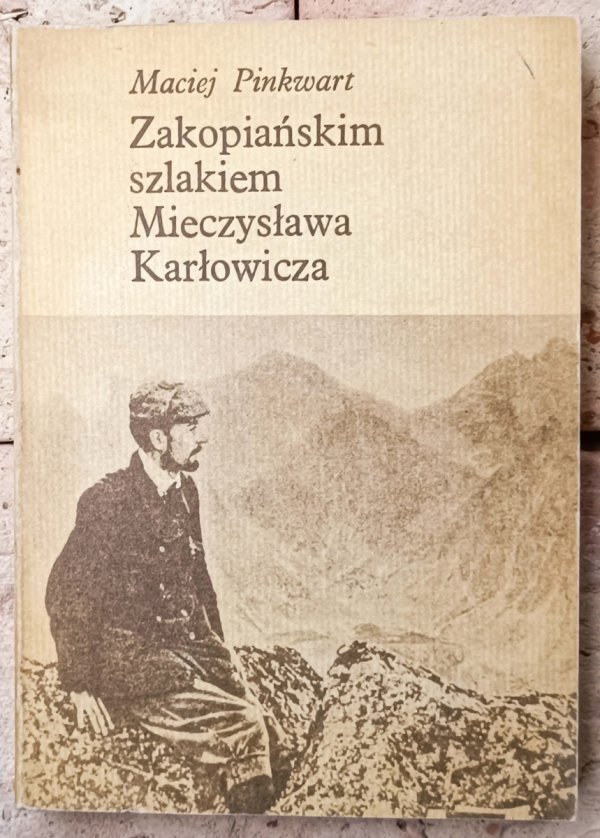 Maciej Pinkwart
Zakopiańskim
szlakiem
Mieczysława
Karłowicza